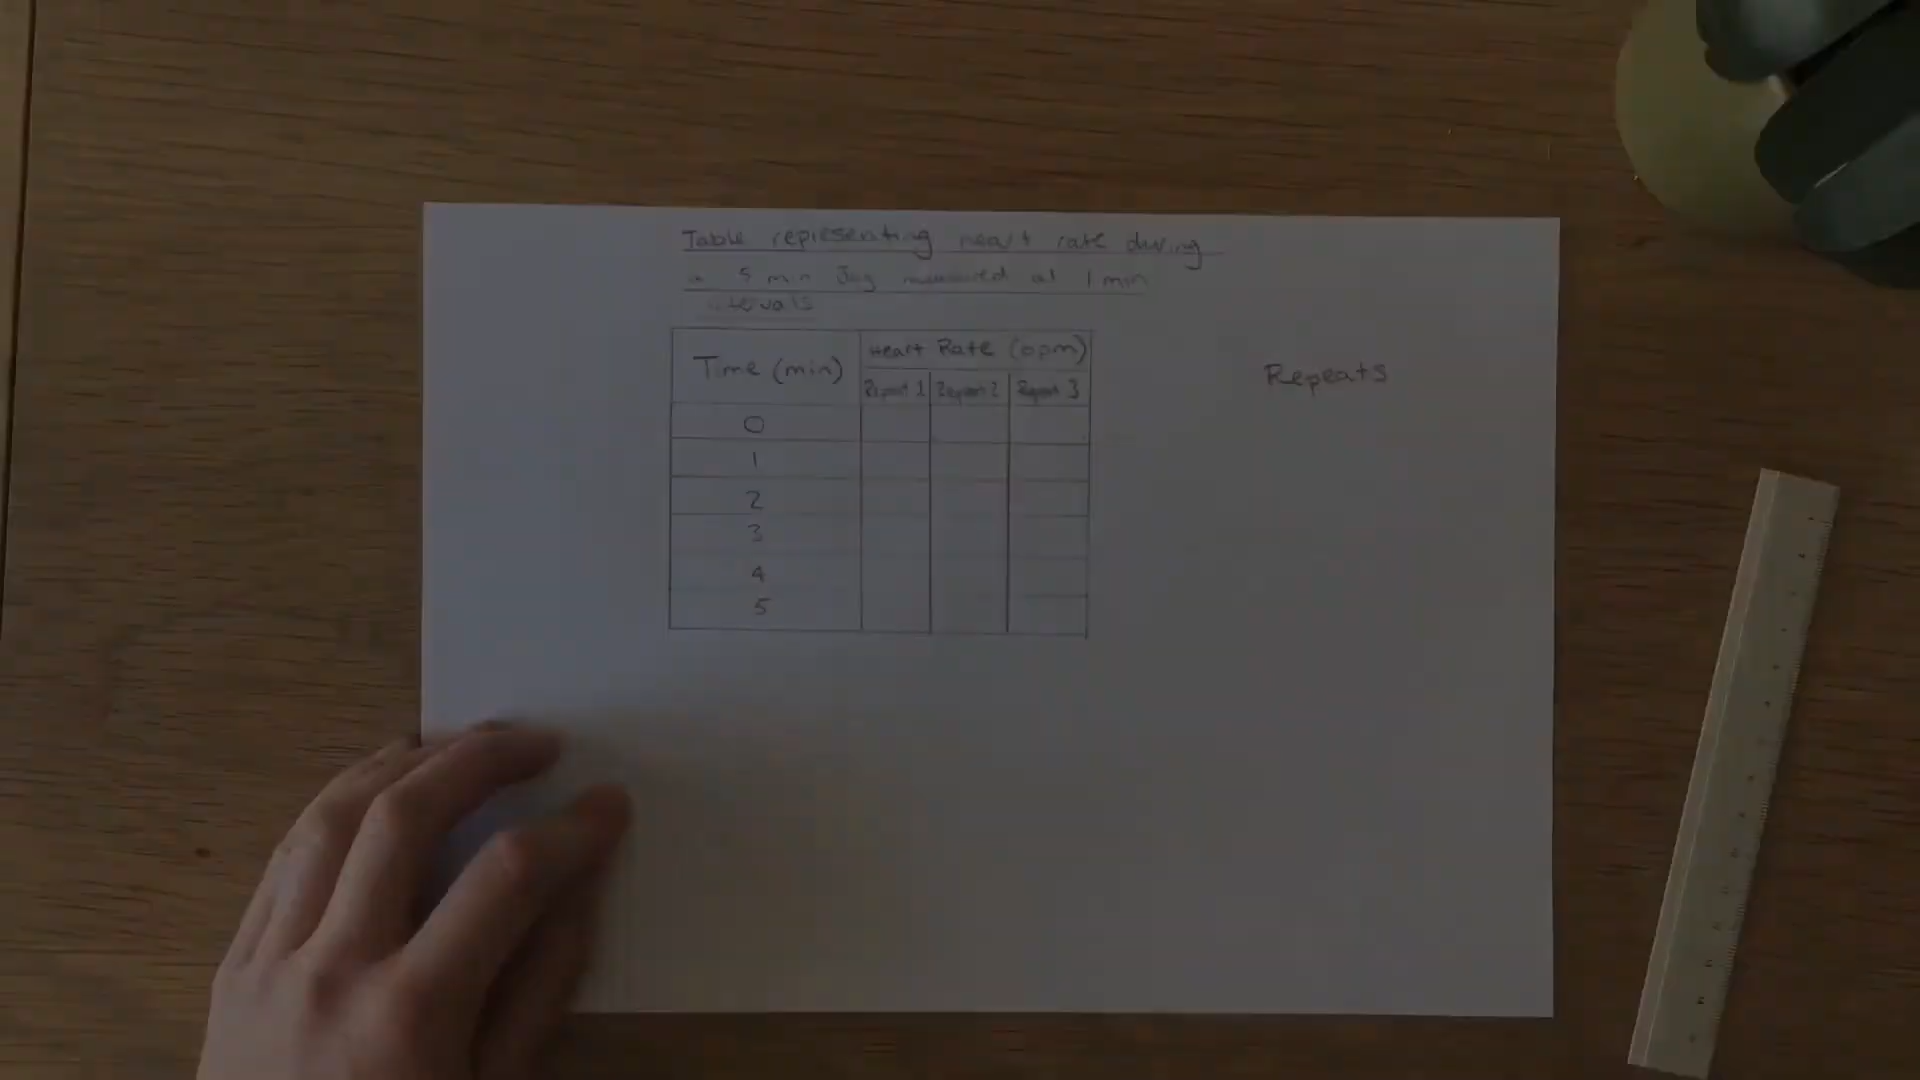 Table representing heart rate during
a 5 min Jog measured at 1 min
intervals
Time (min)
Heart Rate (bpm)
Repeat 1 Repeat 2 Repeat 3
0
1
2
3
4
5
Repeats